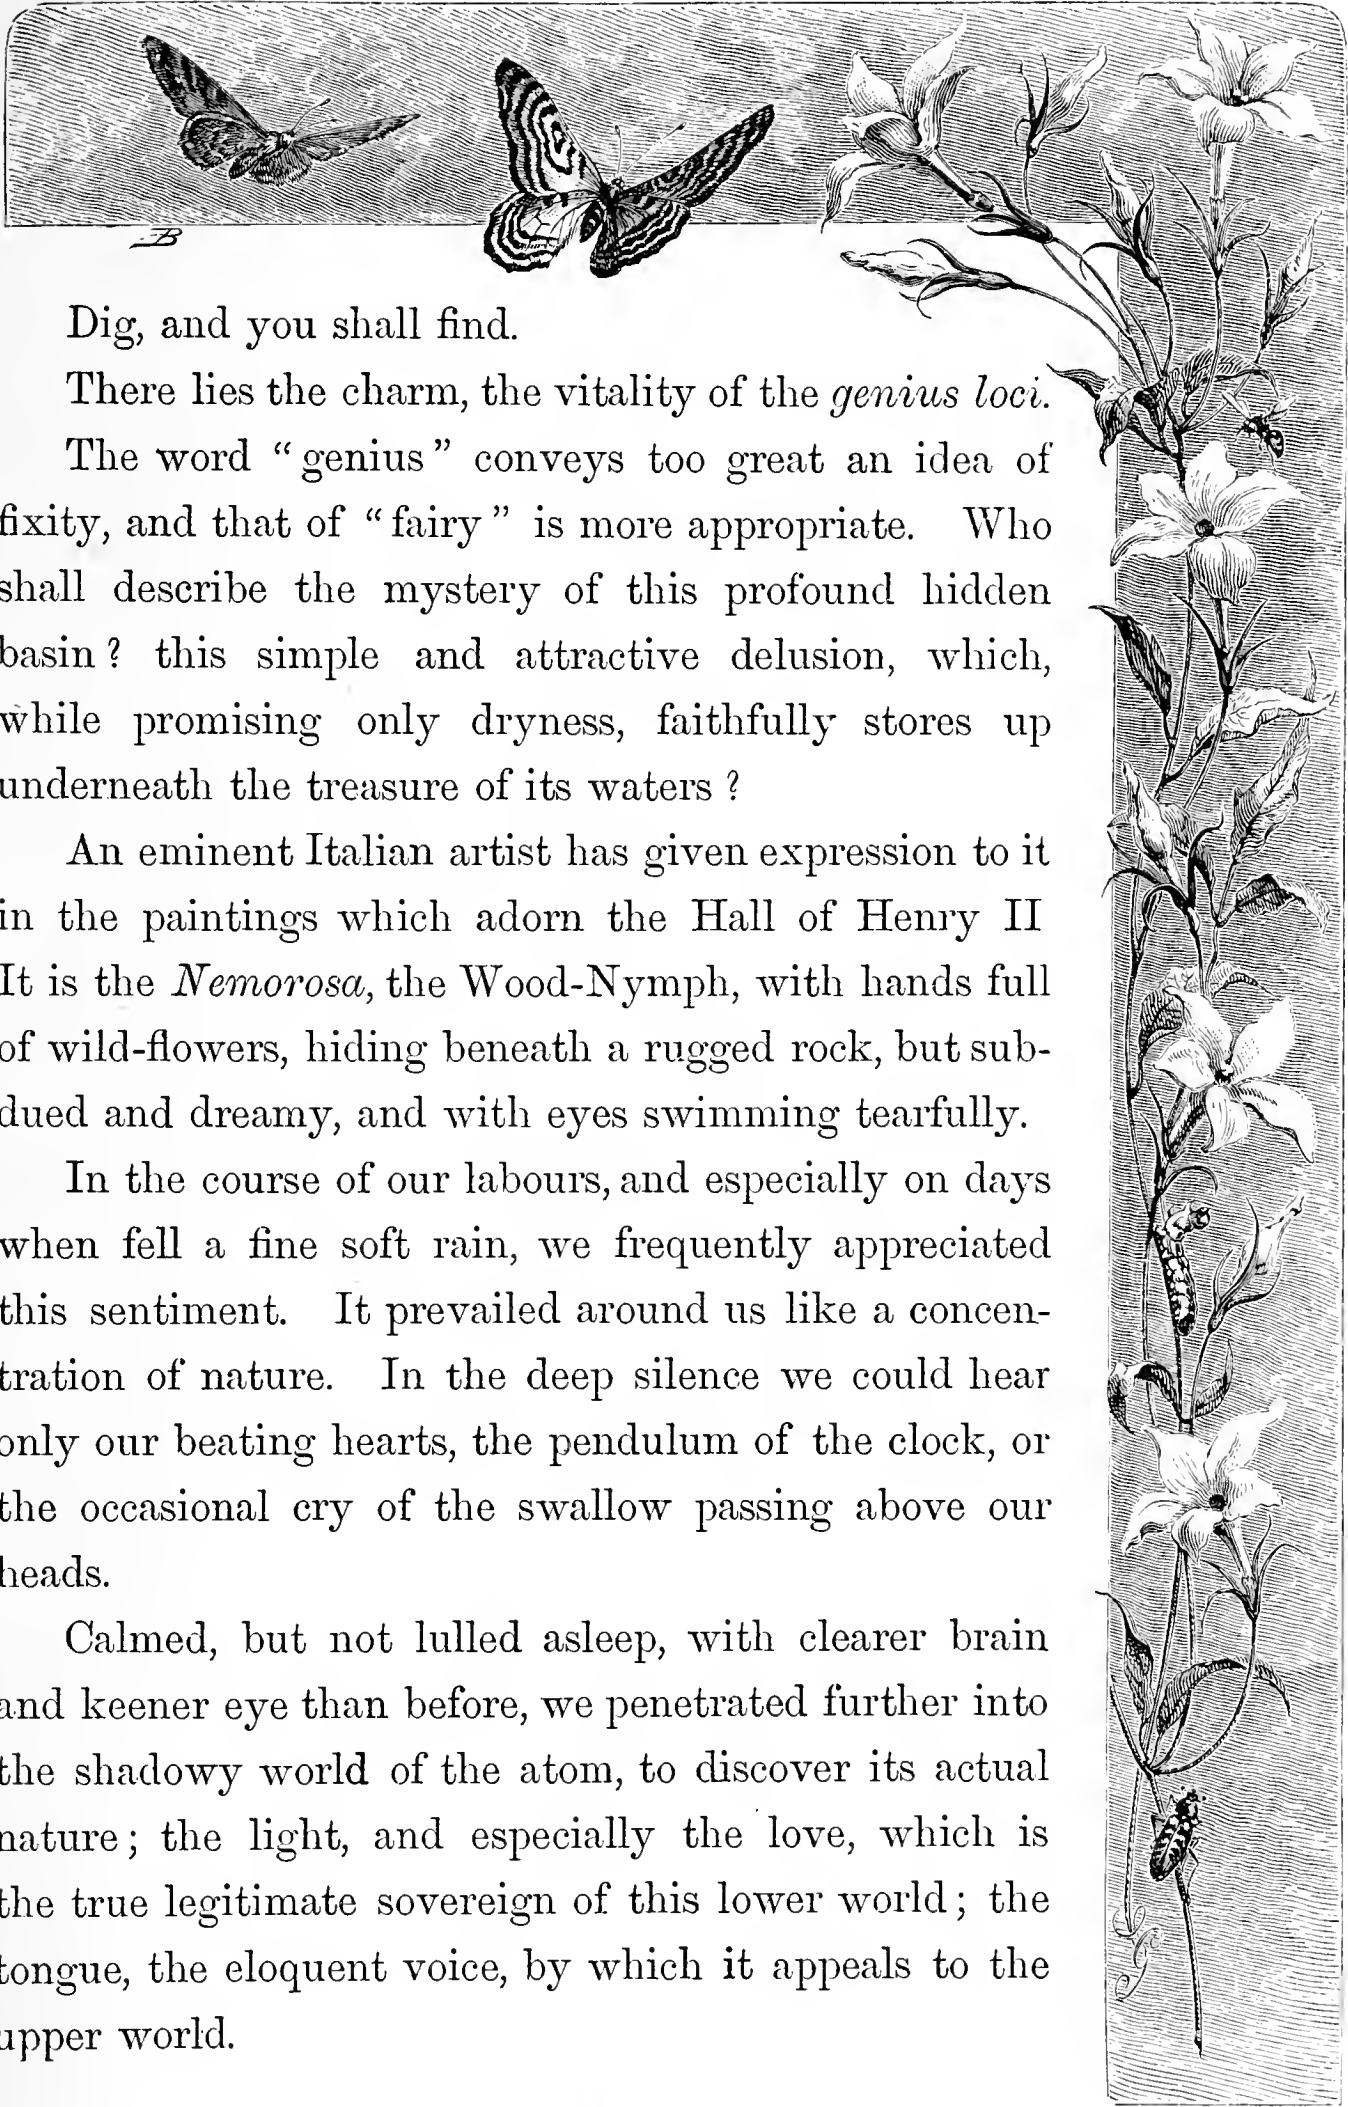 Dig, and you shall find.
There lies the charm, the vitality of the genius loci.
The word “genius” conveys too great an idea of
fixity, and that of “fairy” is more appropriate. Who
shall describe the mystery of this profound hidden
basin? this simple and attractive delusion, which,
while promising only dryness, faithfully stores up
underneath the treasure of its waters?
An eminent Italian artist has given expression to it
in the paintings which adorn the Hall of Henry II
It is the Nemorosa, the Wood-Nymph, with hands full
of wild-flowers, hiding beneath a rugged rock, but sub-
dued and dreamy, and with eyes swimming tearfully.
In the course of our labours, and especially on days
when fell a fine soft rain, we frequently appreciated
this sentiment. It prevailed around us like a concen-
tration of nature. In the deep silence we could hear
only our beating hearts, the pendulum of the clock, or
the occasional cry of the swallow passing above our
heads.
Calmed, but not lulled asleep, with clearer brain
and keener eye than before, we penetrated further into
the shadowy world of the atom, to discover its actual
nature; the light, and especially the love, which is
the true legitimate sovereign of this lower world; the
tongue, the eloquent voice, by which it appeals to the
upper world.